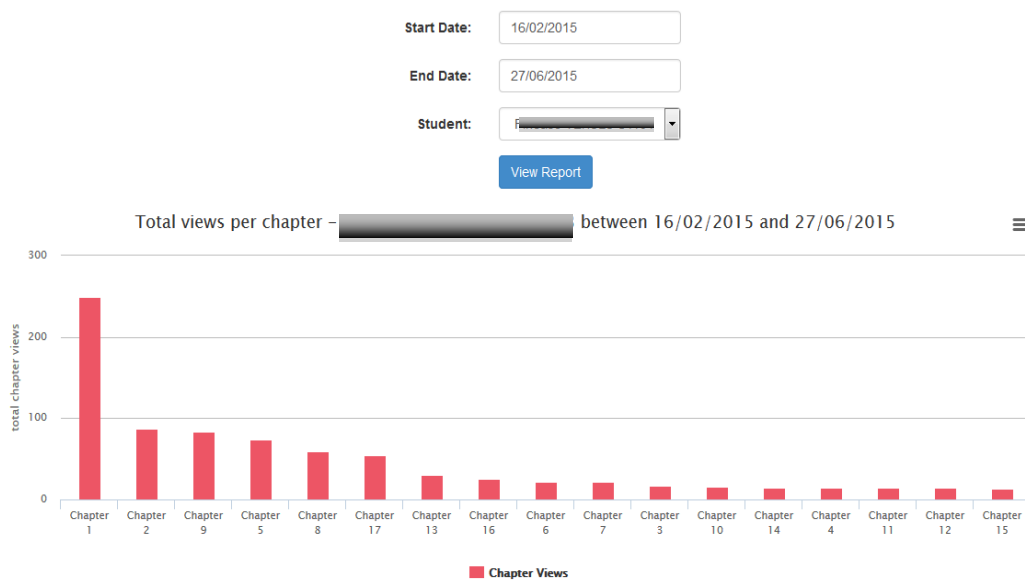 Start Date: 16/02/2015
End Date: 27/06/2015
Student:
View Report
Total views per chapter – between 16/02/2015 and 27/06/2015
300
200
100
0
total chapter views
Chapter 1
Chapter 2
Chapter 9
Chapter 5
Chapter 8
Chapter 17
Chapter 13
Chapter 16
Chapter 6
Chapter 7
Chapter 3
Chapter 10
Chapter 14
Chapter 4
Chapter 11
Chapter 12
Chapter 15
Chapter Views